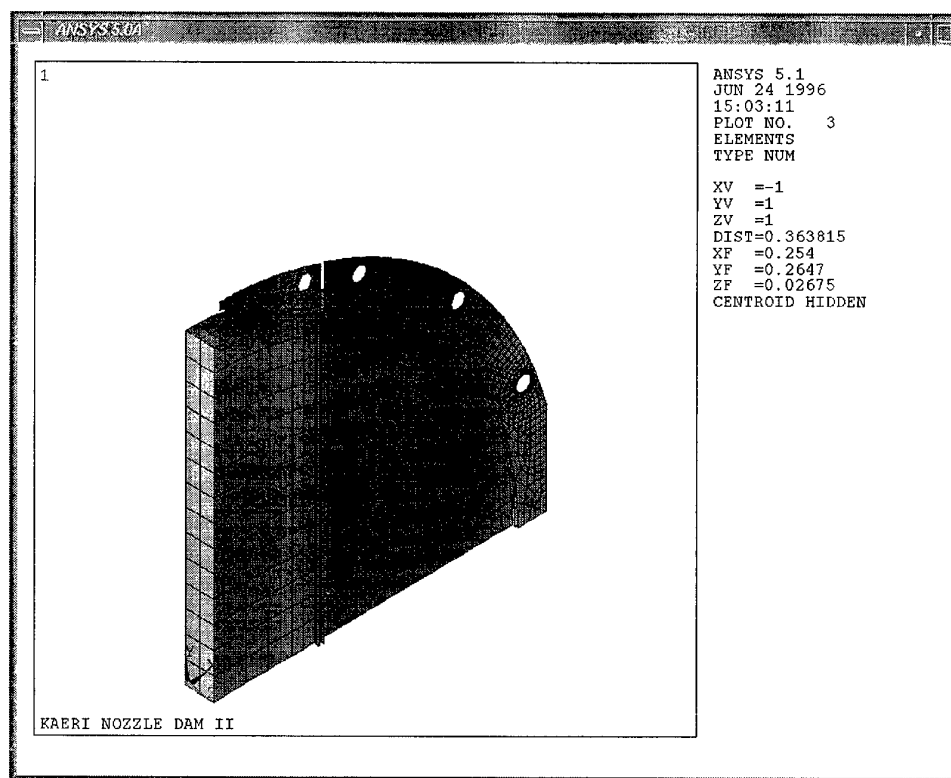 ANSYS 5.0A
1
ANSYS 5.1
JUN 24 1996
15:03:11
PLOT NO. 3
ELEMENTS
TYPE NUM
XV =-1
YV =1
ZV =1
DIST=0.363815
XF =0.254
YF =0.2647
ZF =0.02675
CENTROID HIDDEN
KAERI NOZZLE DAM II